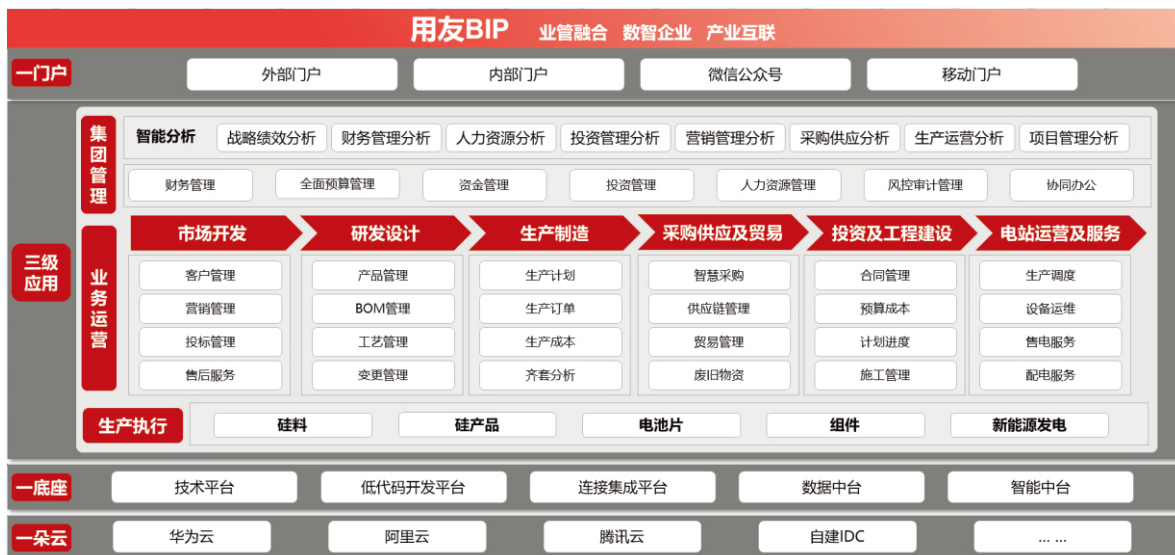 用友BIP 业管融合 数智企业 产业互联
一门户 外部门户 内部门户 微信公众号 移动门户
三级应用
集团管理
智能分析 战略绩效分析 财务管理分析 人力资源分析 投资管理分析 营销管理分析 采购供应分析 生产运营分析 项目管理分析
财务管理 全面预算管理 资金管理 投资管理 人力资源管理 风控审计管理 协同办公
业务运营
市场开发 研发设计 生产制造 采购供应及贸易 投资及工程建设 电站运营及服务
客户管理 产品管理 生产计划 智慧采购 合同管理 生产调度
营销管理 BOM管理 生产订单 供应链管理 预算成本 设备运维
投标管理 工艺管理 生产成本 贸易管理 计划进度 售电服务
售后服务 变更管理 齐套分析 废旧物资 施工管理 配电服务
生产执行 硅料 硅产品 电池片 组件 新能源发电
一底座 技术平台 低代码开发平台 连接集成平台 数据中台 智能中台
一朵云 华为云 阿里云 腾讯云 自建IDC ... ...